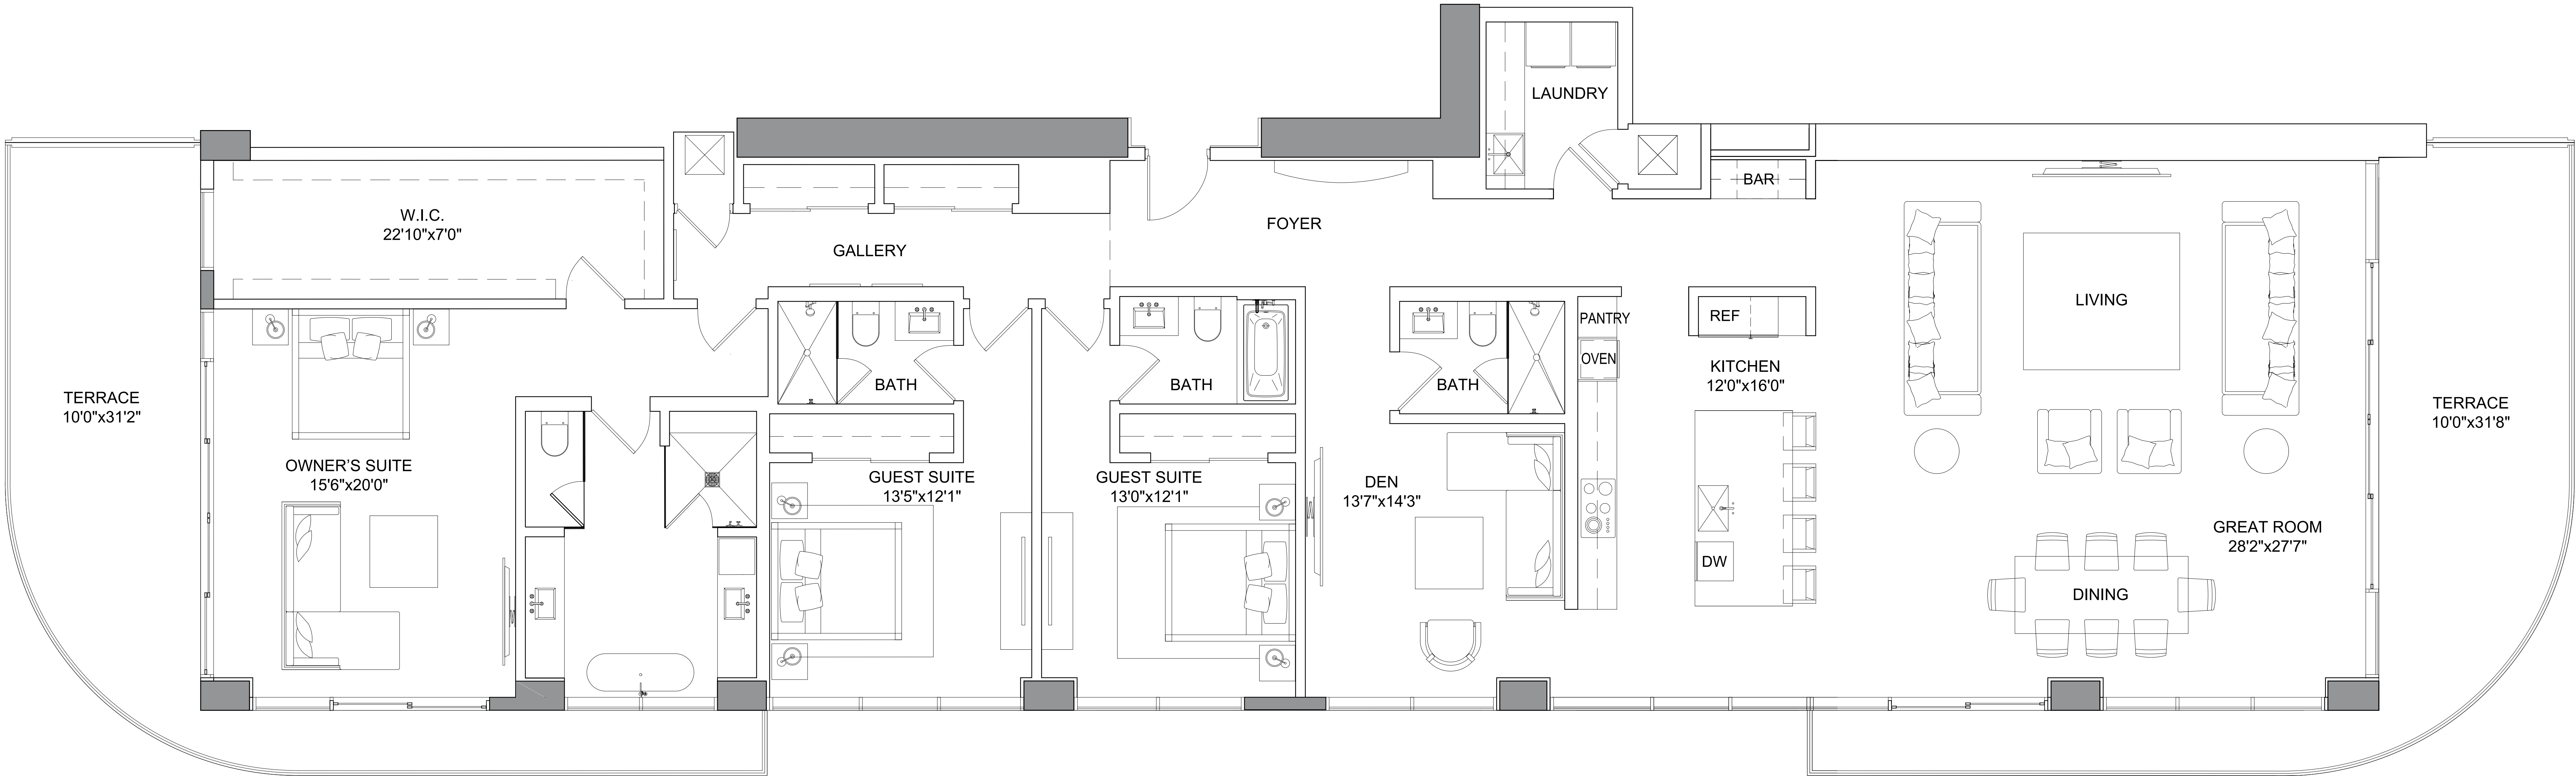 LAUNDRY
BAR
W.I.C.
22'10"x7'0"
GALLERY
FOYER
LIVING
REF
PANTRY
OVEN
KITCHEN
12'0"x16'0"
BATH
BATH
BATH
TERRACE
10'0"x31'2"
TERRACE
10'0"x31'8"
OWNER'S SUITE
15'6"x20'0"
GUEST SUITE
13'5"x12'1"
GUEST SUITE
13'0"x12'1"
DEN
13'7"x14'3"
GREAT ROOM
28'2"x27'7"
DW
DINING